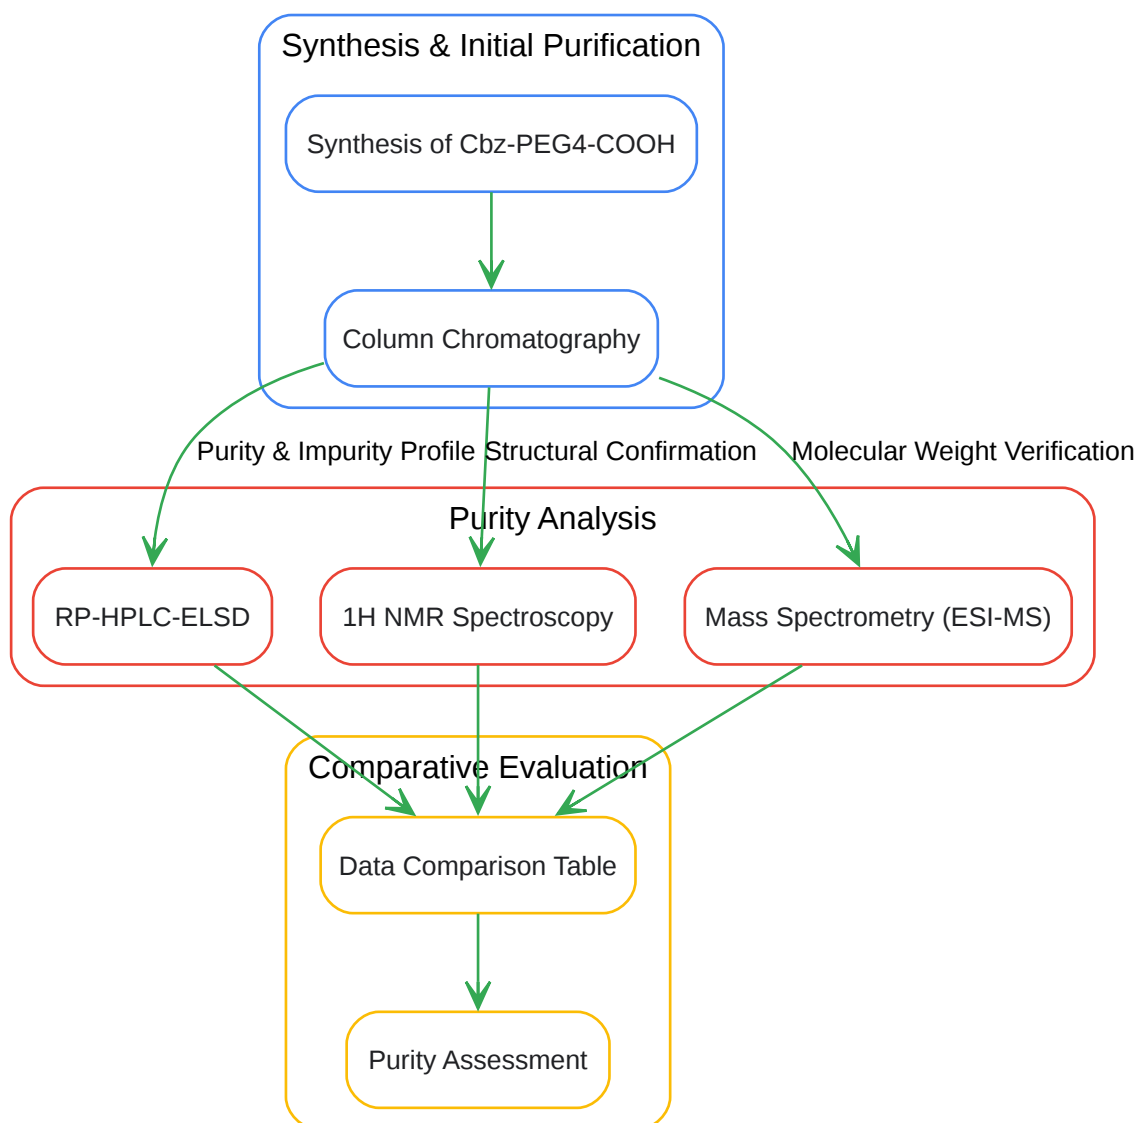 Synthesis & Initial Purification
Synthesis of Cbz-PEG4-COOH
Column Chromatography
Purity & Impurity Profile
Structural Confirmation
Molecular Weight Verification
Purity Analysis
RP-HPLC-ELSD
1H NMR Spectroscopy
Mass Spectrometry (ESI-MS)
Comparative Evaluation
Data Comparison Table
Purity Assessment